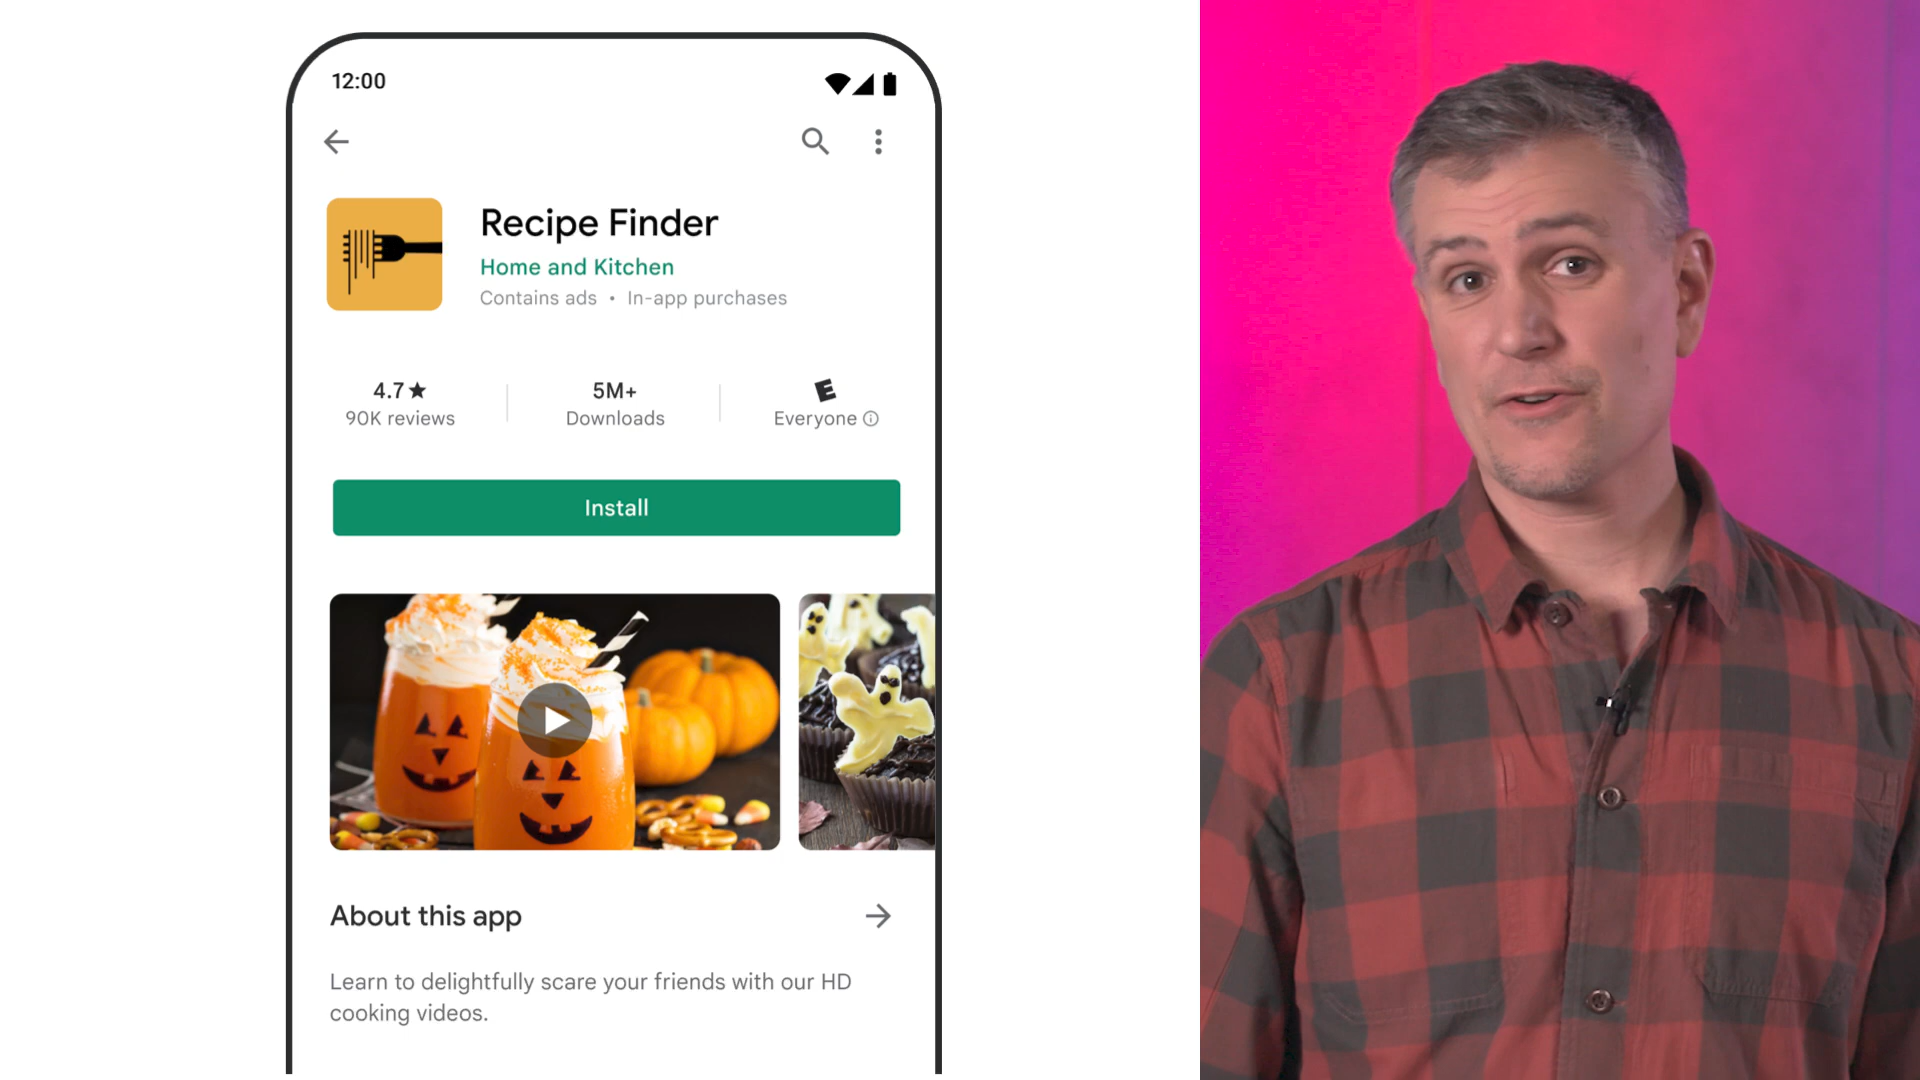 12:00
Recipe Finder
Home and Kitchen
Contains ads • In-app purchases
4.7★
90K reviews
5M+
Downloads
E
Everyone
Install
About this app
Learn to delightfully scare your friends with our HD
cooking videos.